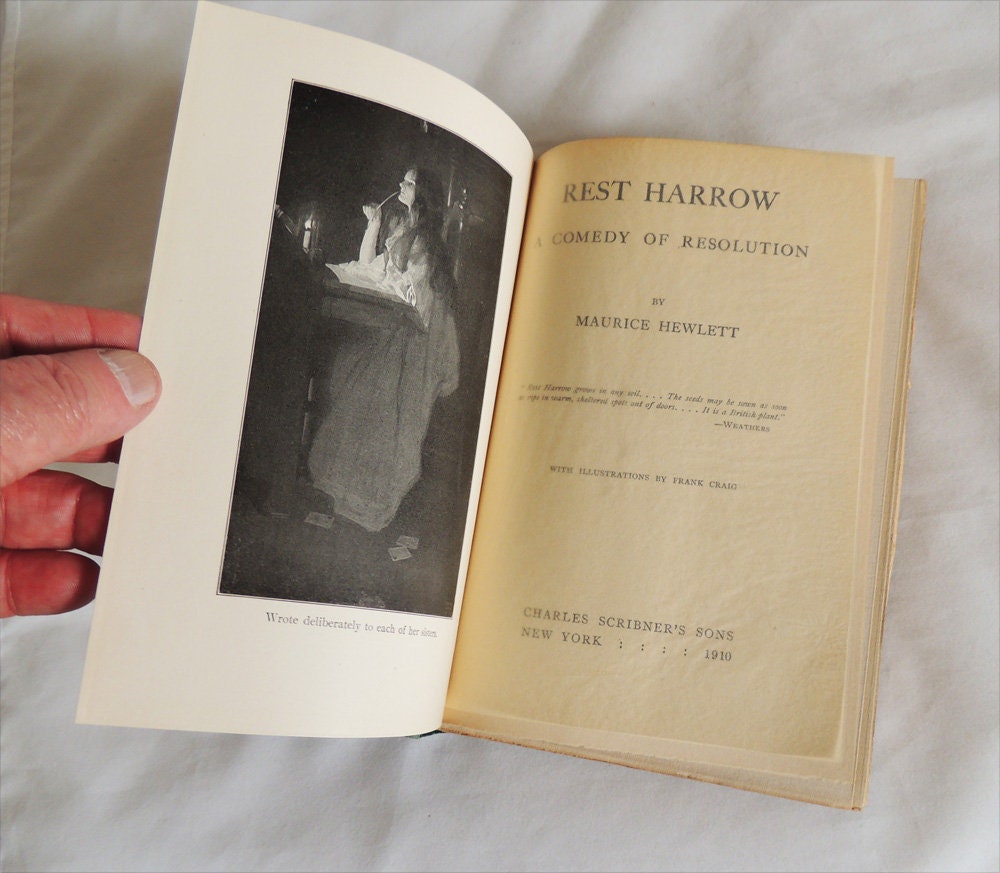 Wrote deliberately to each of her sisters.
REST HARROW
A COMEDY OF RESOLUTION
BY
MAURICE HEWLETT
Rest Harrow grows in any soil. . . . The seeds may be sown as soon
ripe in warm, sheltered spots out of doors. . . . It is a British plant."
—WEATHERS
WITH ILLUSTRATIONS BY FRANK CRAIG
CHARLES SCRIBNER'S SONS
NEW YORK : : : : 1910